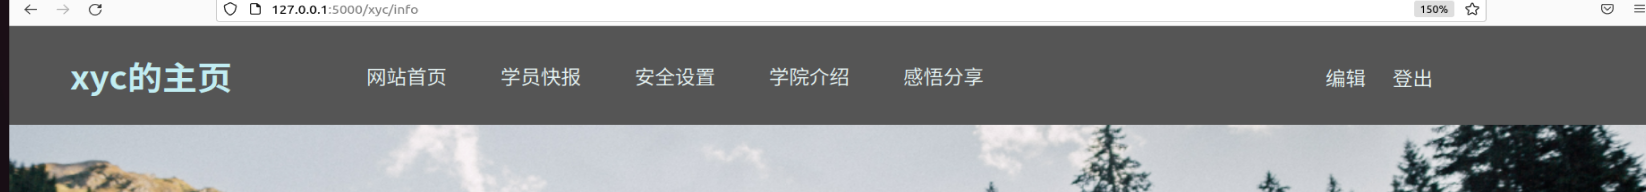 127.0.0.1:5000/xyc/info 150%
xyc的主页 网站首页 学员快报 安全设置 学院介绍 感悟分享 编辑 登出